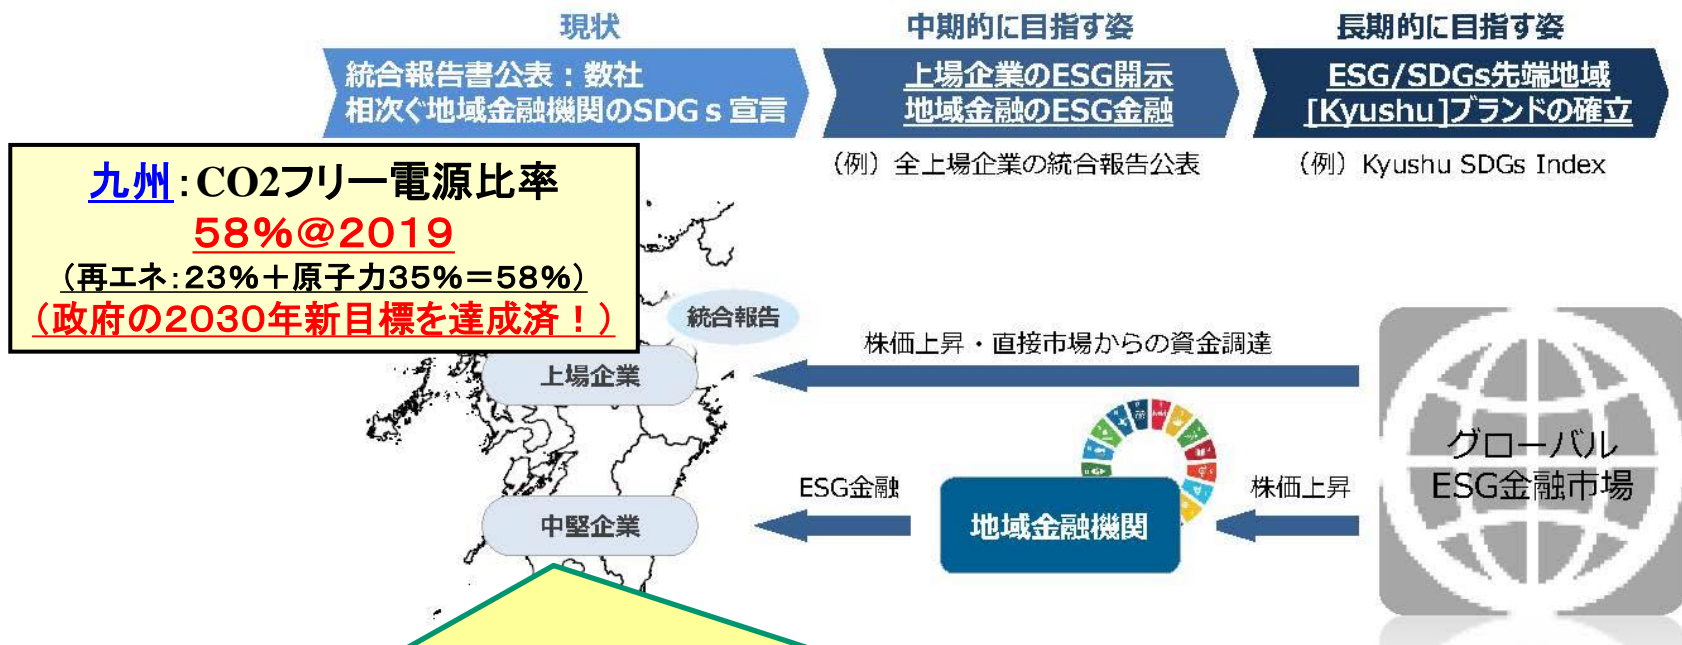 現状
統合報告書公表：数社
相次ぐ地域金融機関のSDGｓ宣言
中期的に目指す姿
上場企業のESG開示
地域金融のESG金融
（例）全上場企業の統合報告公表
長期的に目指す姿
ESG/SDGs先端地域
[Kyushu]ブランドの確立
（例）Kyushu SDGs Index
九州：CO2フリー電源比率
58％@2019
（再エネ：23％＋原子力35％＝58％）
（政府の2030年新目標を達成済！）
統合報告
上場企業
株価上昇・直接市場からの資金調達
中堅企業
ESG金融
地域金融機関
株価上昇
グローバル
ESG金融市場